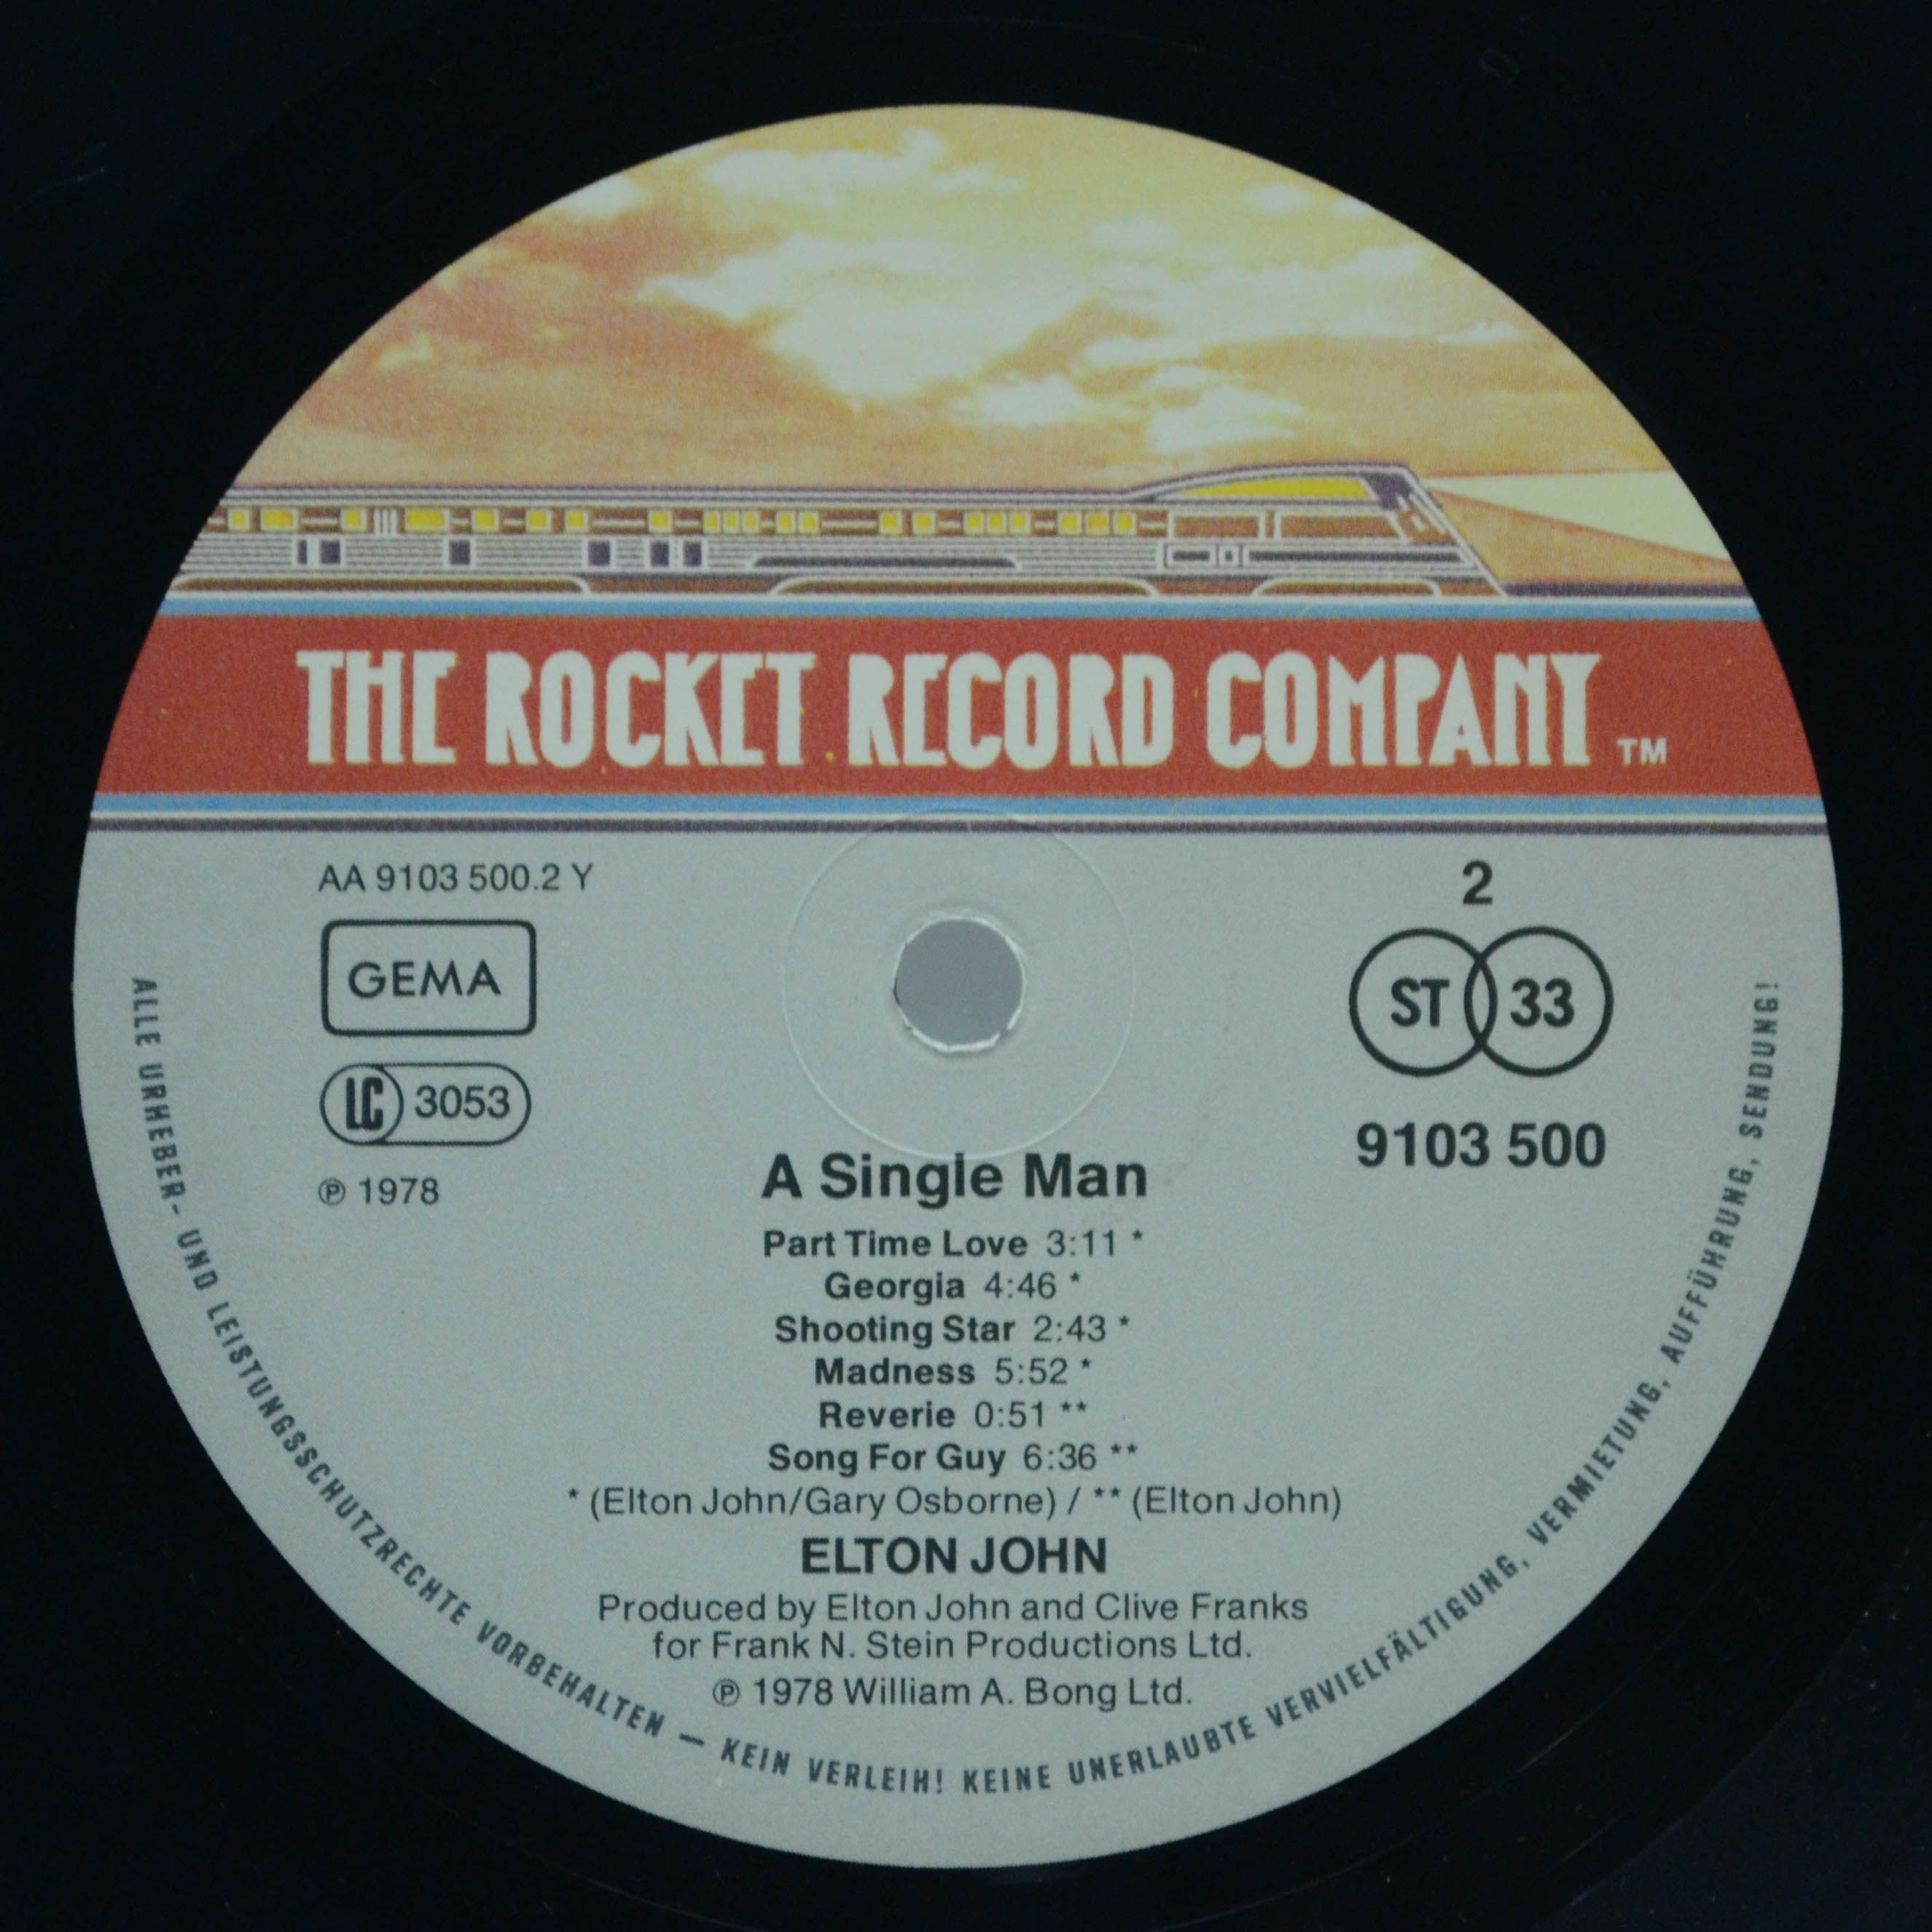 THE ROCKET RECORD COMPANY TM
AA 9103 500.2 Y
GEMA
LC 3053
℗ 1978
2
ST 33
9103 500
A Single Man
Part Time Love 3:11 *
Georgia 4:46 *
Shooting Star 2:43 *
Madness 5:52 *
Reverie 0:51 **
Song For Guy 6:36 **
* (Elton John/Gary Osborne) / ** (Elton John)
ELTON JOHN
Produced by Elton John and Clive Franks
for Frank N. Stein Productions Ltd.
℗ 1978 William A. Bong Ltd.
ALLE URHEBER- UND LEISTUNGSSCHUTZRECHTE VORBEHALTEN — KEIN VERLEIH! KEINE UNERLAUBTE VERVIELFÄLTIGUNG, VERMIETUNG, AUFFÜHRUNG, SENDUNG!